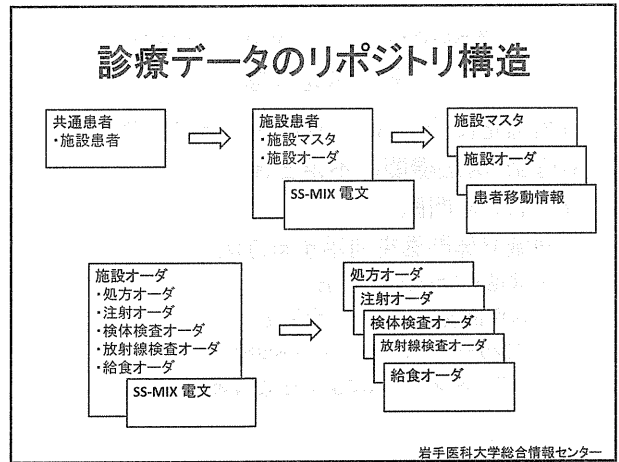 診療データのリポジトリ構造
共通患者
・施設患者
施設患者
・施設マスタ
・施設オーダ
SS-MIX 電文
施設マスタ
施設オーダ
患者移動情報
施設オーダ
・処方オーダ
・注射オーダ
・検体検査オーダ
・放射線検査オーダ
・給食オーダ
SS-MIX 電文
処方オーダ
注射オーダ
検体検査オーダ
放射線検査オーダ
給食オーダ
岩手医科大学総合情報センター